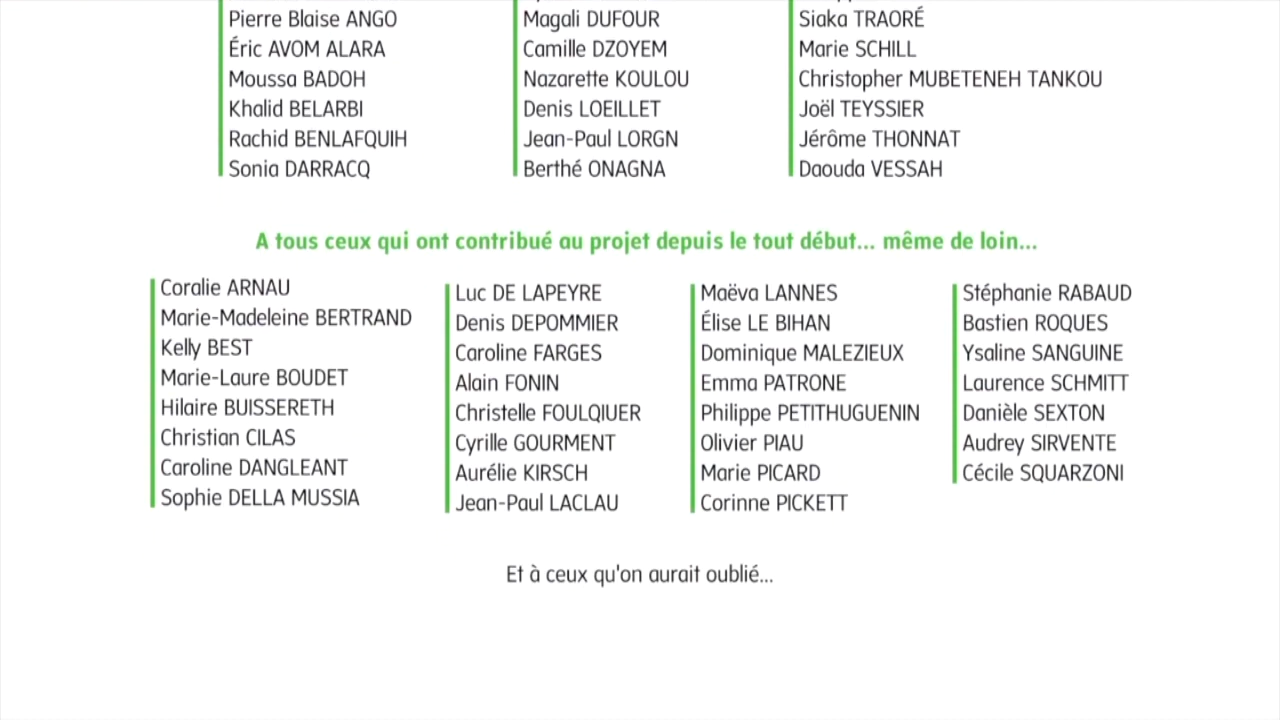 Pierre Blaise ANGO
Éric AVOM ALARA
Moussa BADOH
Khalid BELARBI
Rachid BENLAFQUIH
Sonia DARRACQ
Magali DUFOUR
Camille DZOYEM
Nazarette KOULOU
Denis LOEILLET
Jean-Paul LORGN
Berthé ONAGNA
Siaka TRAORÉ
Marie SCHILL
Christopher MUBETENEH TANKOU
Joël TEYSSIER
Jérôme THONNAT
Daouda VESSAH
A tous ceux qui ont contribué au projet depuis le tout début... même de loin...
Coralie ARNAU
Marie-Madeleine BERTRAND
Kelly BEST
Marie-Laure BOUDET
Hilaire BUISSERETH
Christian CILAS
Caroline DANGLEANT
Sophie DELLA MUSSIA
Luc DE LAPEYRE
Denis DEPOMMIER
Caroline FARGES
Alain FONIN
Christelle FOULQIUER
Cyrille GOURMENT
Aurélie KIRSCH
Jean-Paul LACLAU
Maëva LANNES
Élise LE BIHAN
Dominique MALEZIEUX
Emma PATRONE
Philippe PETITHUGUENIN
Olivier PIAU
Marie PICARD
Corinne PICKETT
Stéphanie RABAUD
Bastien ROQUES
Ysaline SANGUINE
Laurence SCHMITT
Danièle SEXTON
Audrey SIRVENTE
Cécile SQUARZONI
Et à ceux qu'on aurait oublié...